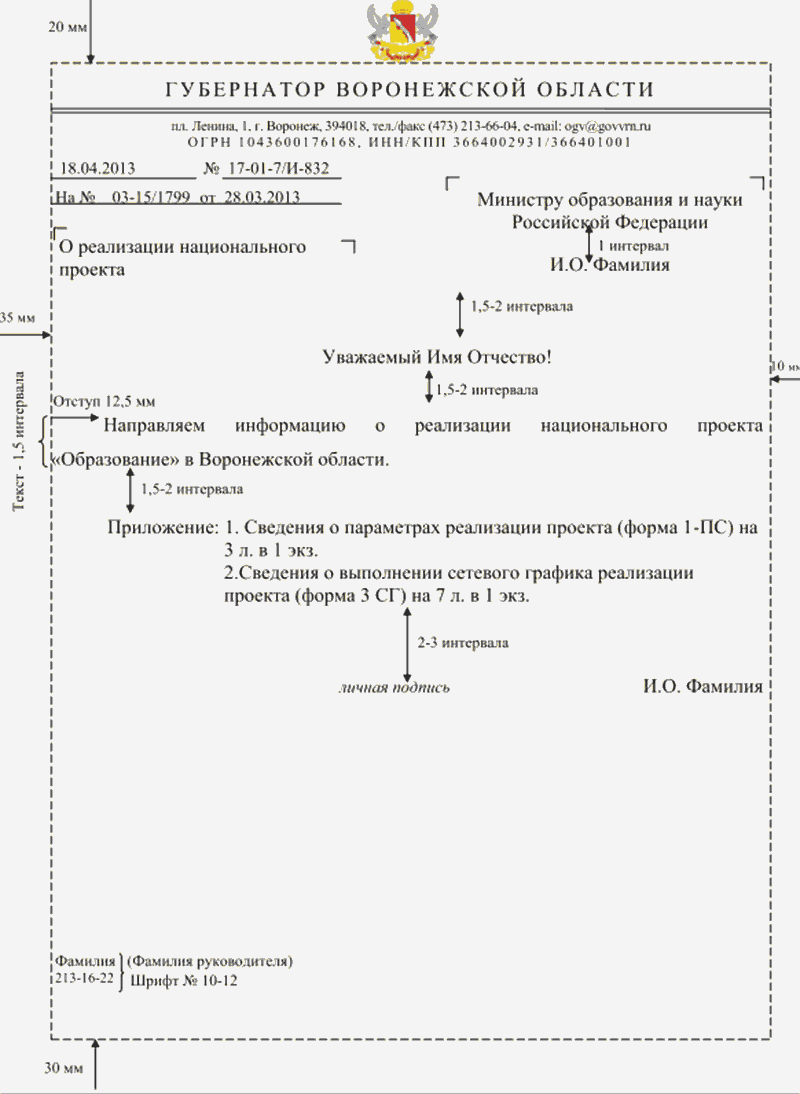 20 мм
ГУБЕРНАТОР ВОРОНЕЖСКОЙ ОБЛАСТИ
пл. Ленина, 1, г. Воронеж, 394018, тел./факс (473) 213-66-04, e-mail: ogv@govvrn.ru
ОГРН 1043600176168, ИНН/КПП 3664002931/366401001
18.04.2013 № 17-01-7/И-832
На № 03-15/1799 от 28.03.2013
Министру образования и науки
Российской Федерации
1 интервал
И.О. Фамилия
О реализации национального
проекта
1,5-2 интервала
35 мм
Уважаемый Имя Отчество!
10 мм
1,5-2 интервала
Отступ 12,5 мм
Текст - 1,5 интервала
Направляем информацию о реализации национального проекта
«Образование» в Воронежской области.
1,5-2 интервала
Приложение: 1. Сведения о параметрах реализации проекта (форма 1-ПС) на
3 л. в 1 экз.
2.Сведения о выполнении сетевого графика реализации
проекта (форма 3 СГ) на 7 л. в 1 экз.
2-3 интервала
личная подпись И.О. Фамилия
Фамилия (Фамилия руководителя)
213-16-22 Шрифт № 10-12
30 мм